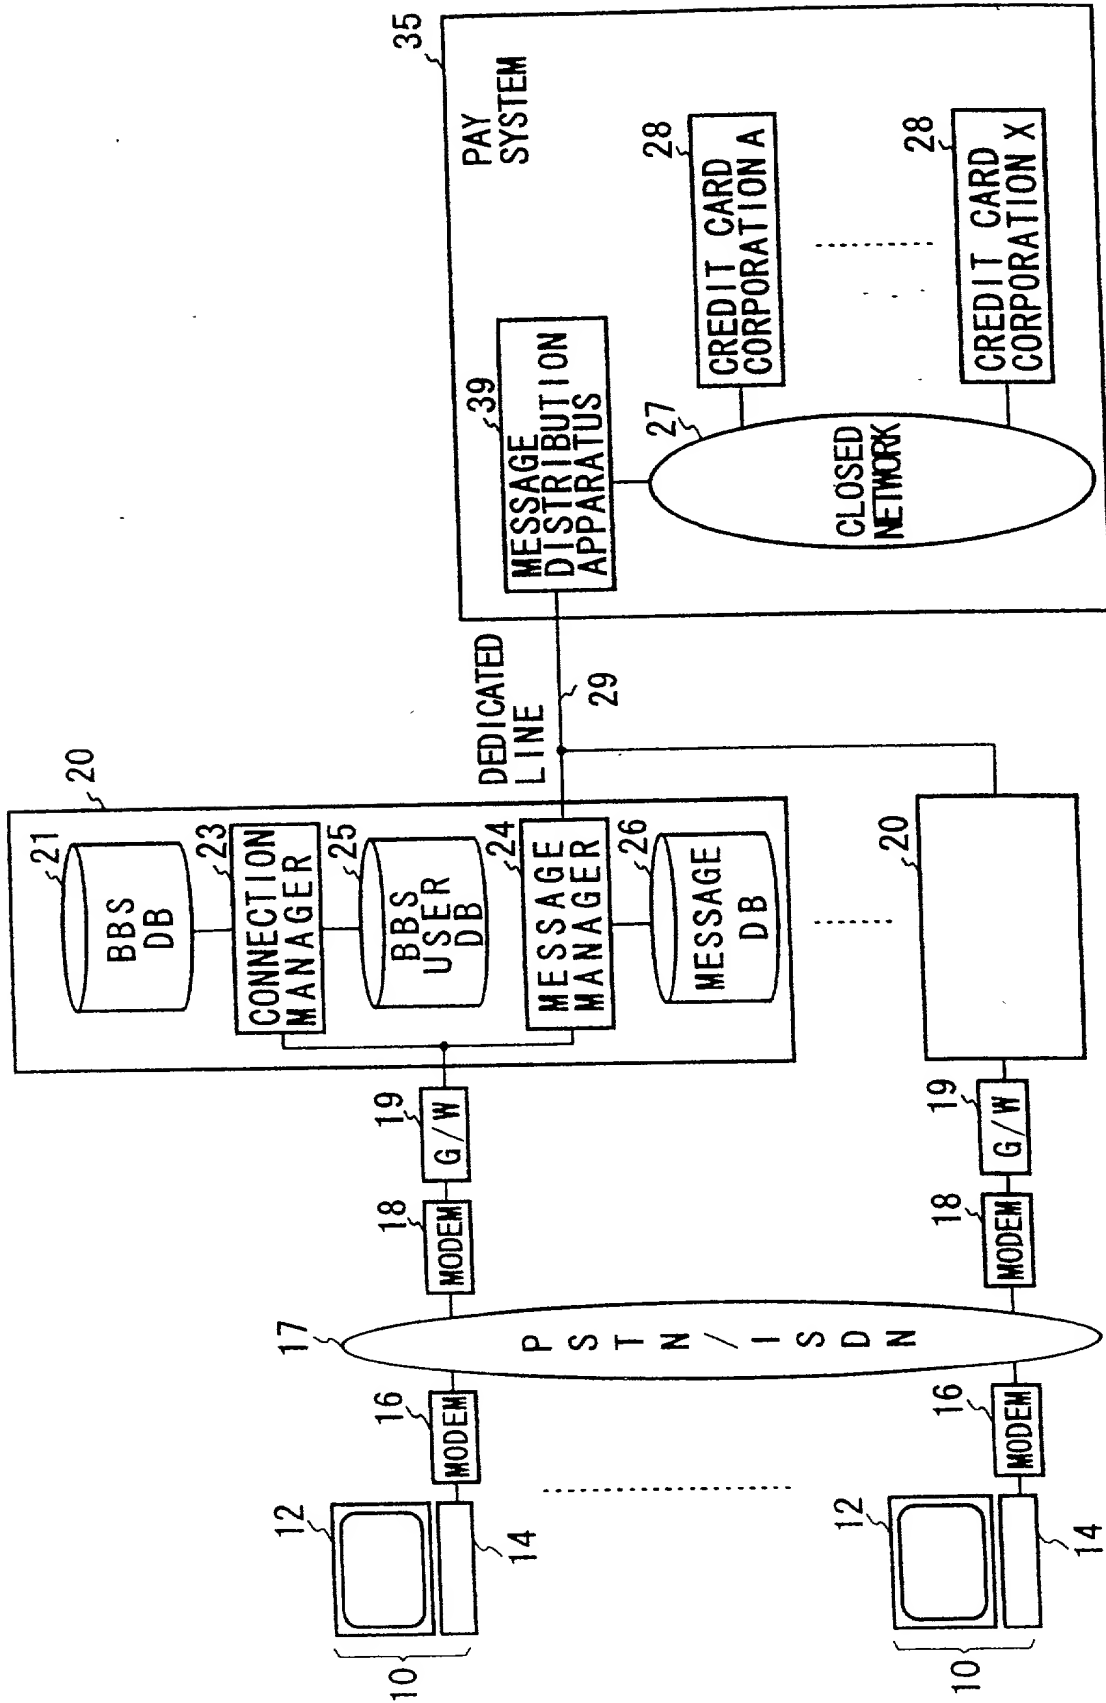 35
PAY
SYSTEM
39
MESSAGE
DISTRIBUTION
APPARATUS
27
CLOSED
NETWORK
28
CREDIT CARD
CORPORATION A
28
CREDIT CARD
CORPORATION X
DEDICATED
LINE
29
20
21
BBS
DB
23
CONNECTION
MANAGER
25
BBS
USER
DB
24
MESSAGE
MANAGER
26
MESSAGE
DB
20
19
G/W
18
MODEM
19
G/W
18
MODEM
17
PSTN/ISDN
16
MODEM
16
MODEM
12
14
10
12
14
10